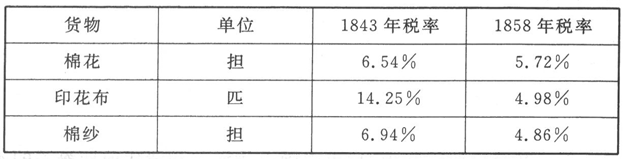 货物 单位 1843年税率 1858年税率
棉花 担 6.54% 5.72%
印花布 匹 14.25% 4.98%
棉纱 担 6.94% 4.86%